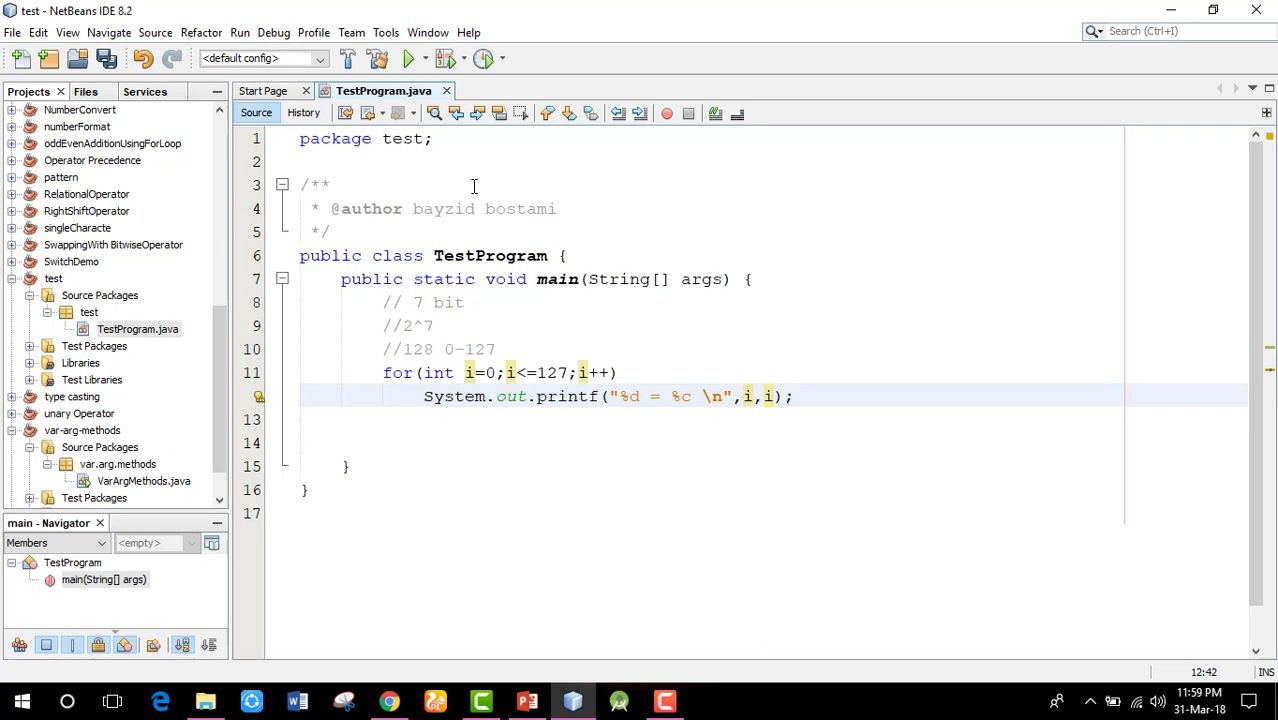 test - NetBeans IDE 8.2
File Edit View Navigate Source Refactor Run Debug Profile Team Tools Window Help
Search (Ctrl+I)
<default config>
Projects Files Services
Start Page TestProgram.java
NumberConvert
numberFormat
oddEvenAdditionUsingForLoop
Operator Precedence
pattern
RelationalOperator
RightShiftOperator
singleCharacte
SwappingWith BitwiseOperator
SwitchDemo
test
Source Packages
test
TestProgram.java
Test Packages
Libraries
Test Libraries
type casting
unary Operator
var-arg-methods
Source Packages
var.arg.methods
VarArgMethods.java
Test Packages
main - Navigator
Members <empty>
TestProgram
main(String[] args)
Source History
1 package test;
2
3 /**
4 * @author bayzid bostami
5 */
6 public class TestProgram {
7 public static void main(String[] args) {
8 // 7 bit
9 //2^7
10 //128 0-127
11 for(int i=0;i<=127;i++)
System.out.printf("%d = %c \n",i,i);
13
14
15 }
16 }
17
12:42 INS
11:59 PM
31-Mar-18